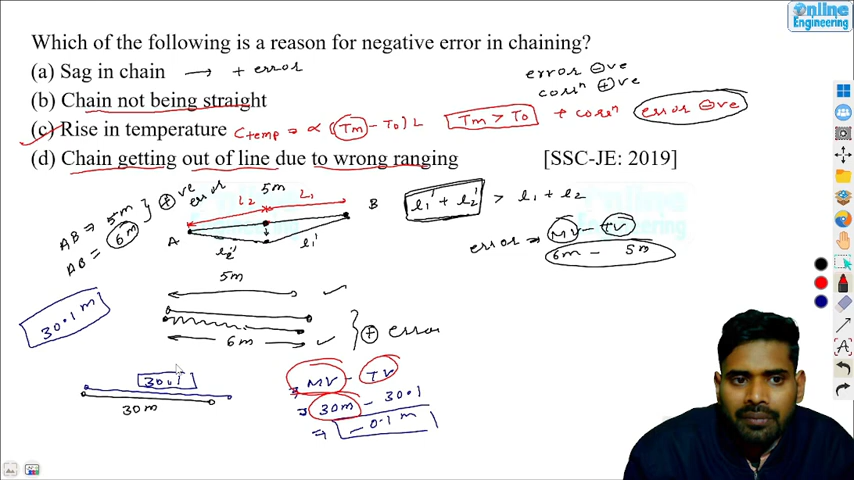 Online
Engineering
Which of the following is a reason for negative error in chaining?
(a) Sag in chain → + error
error ⊖ve
corrⁿ ⊕ve
(b) Chain not being straight
(c) Rise in temperature C_temp = α (Tm - T₀) L Tm > T₀ + corrⁿ error ⊖ve
(d) Chain getting out of line due to wrong ranging [SSC-JE: 2019]
AB ⇒ 5m } ⊕ve error
AB = 6m
5m
L₂ L₁
A B
l₂' l₁'
l₁' + l₂' > l₁ + l₂
error ⇒ MV - TV
6m - 5m
5m
30.1 m
6m } ⊕ error
30.1
30m
⇒ MV - TV
⇒ 30m - 30.1
⇒ - 0.1 m